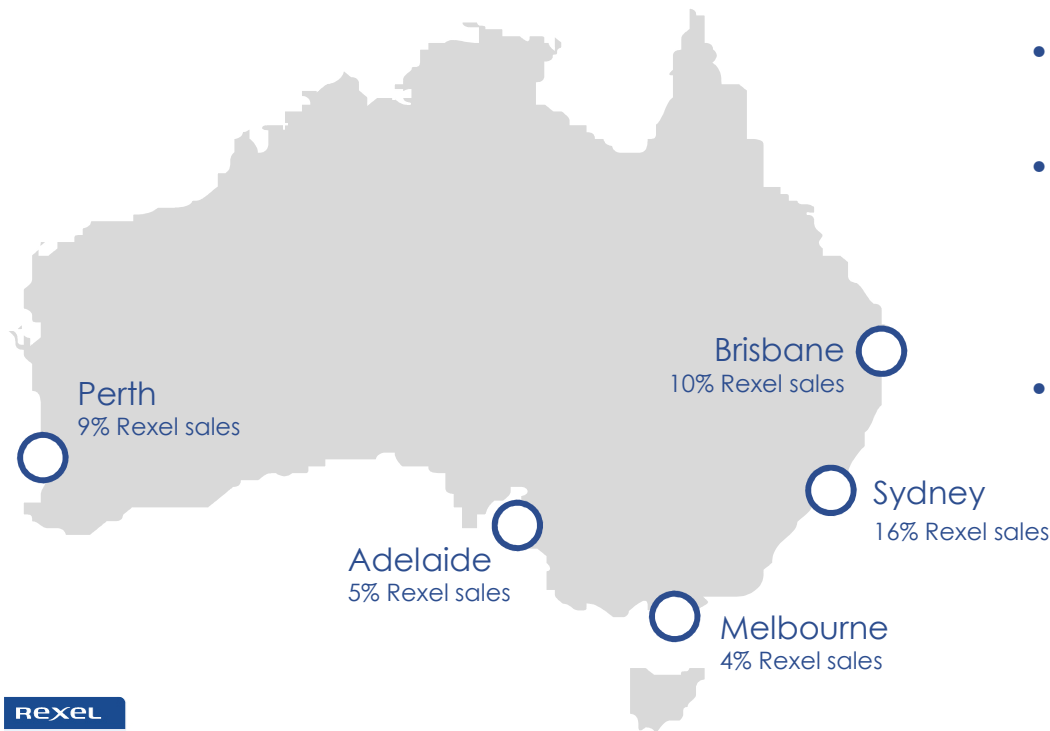 Brisbane
10% Rexel sales
Perth
9% Rexel sales
Sydney
16% Rexel sales
Adelaide
5% Rexel sales
Melbourne
4% Rexel sales
REXEL